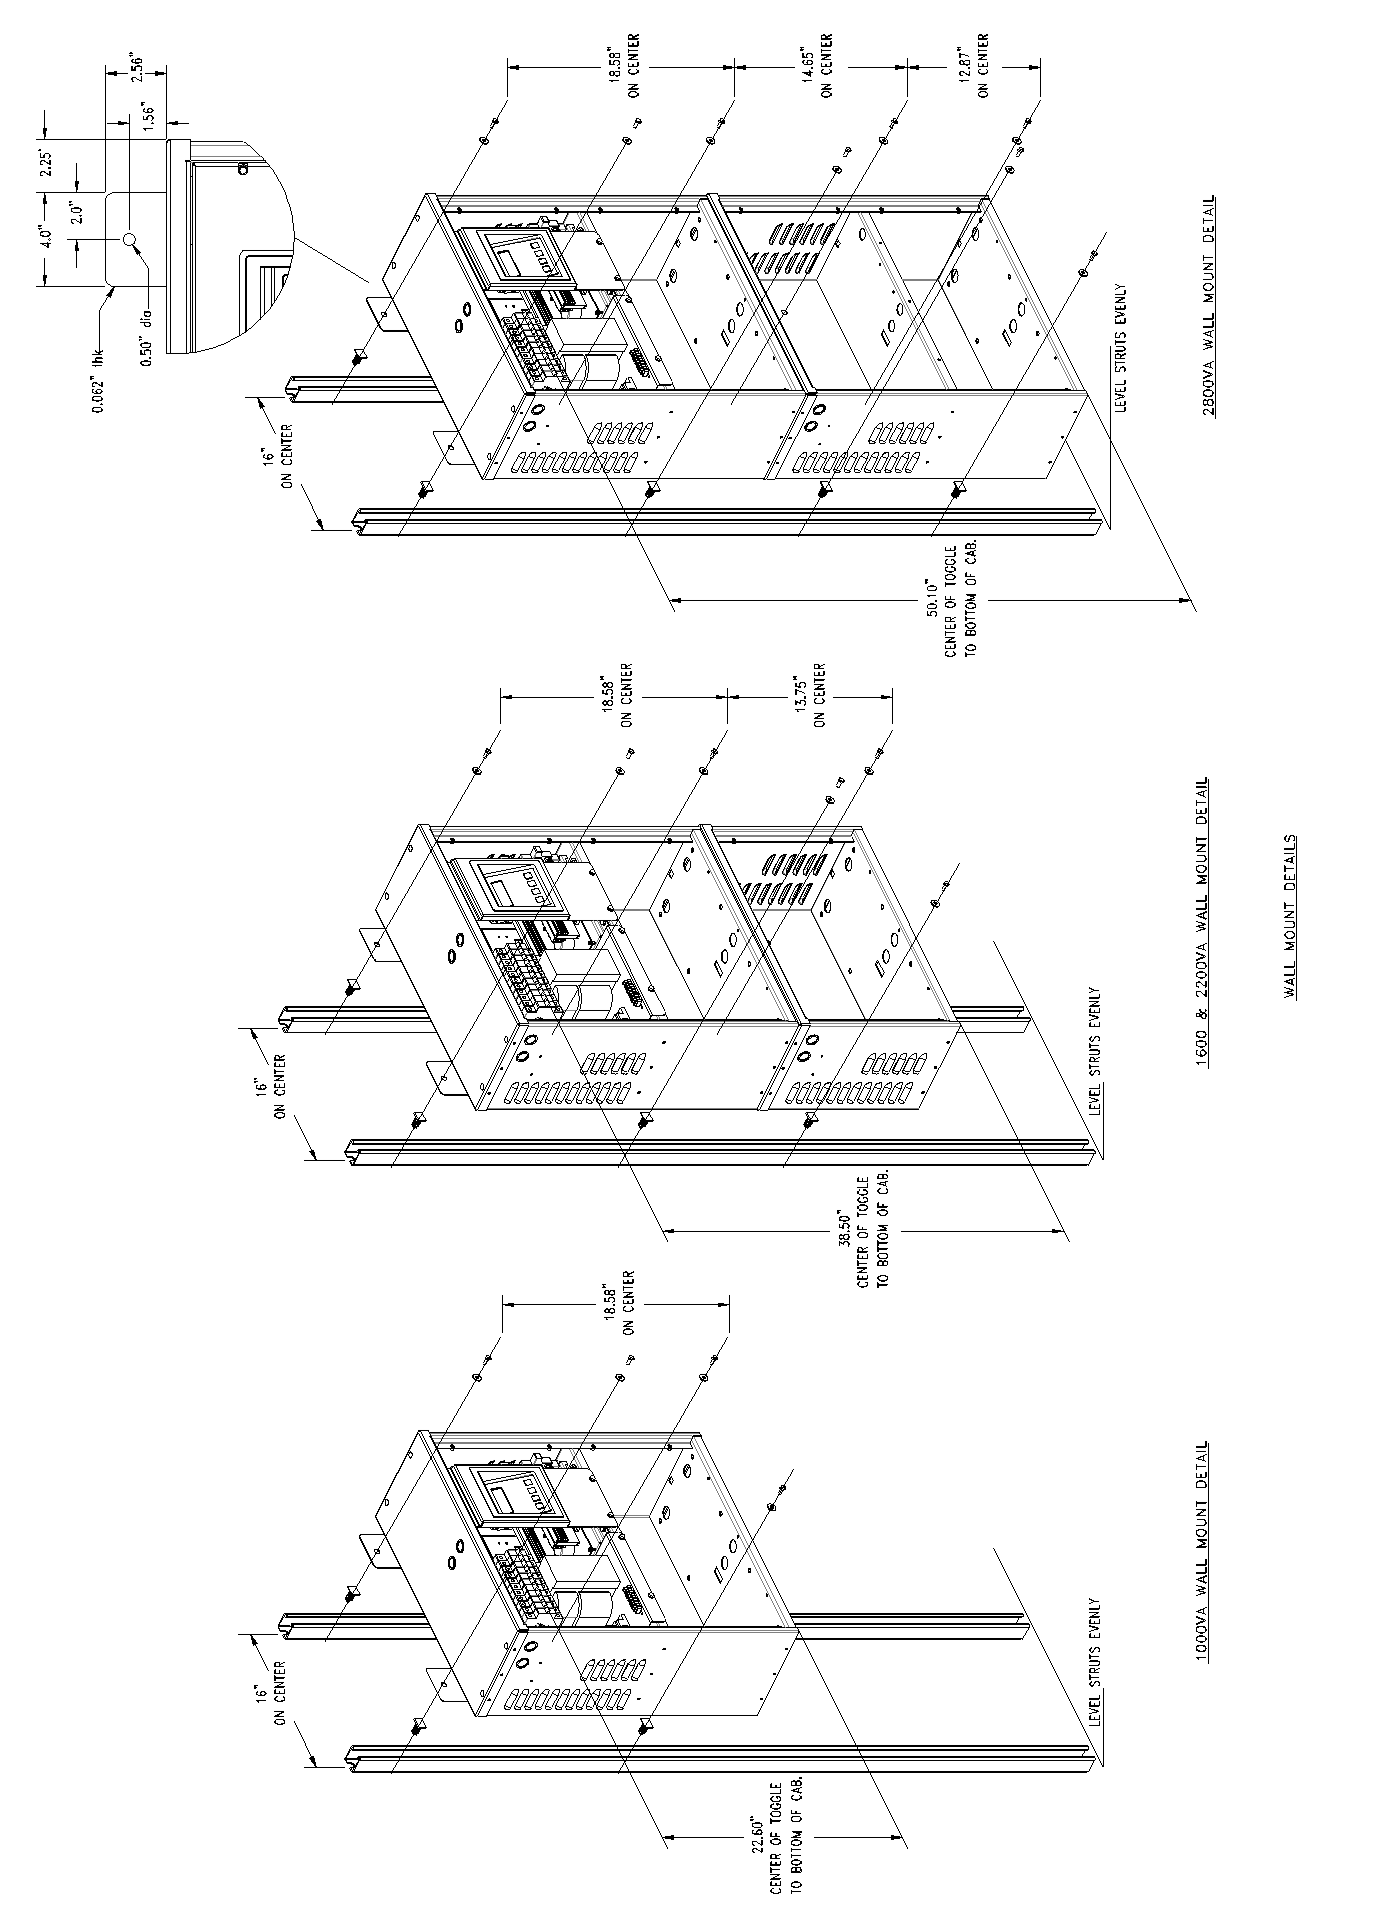 16"
ON CENTER
18.58"
ON CENTER
22.60"
CENTER OF TOGGLE
TO BOTTOM OF CAB.
LEVEL STRUTS EVENLY
1000VA WALL MOUNT DETAIL
16"
ON CENTER
18.58"
ON CENTER
13.75"
ON CENTER
38.50"
CENTER OF TOGGLE
TO BOTTOM OF CAB.
LEVEL STRUTS EVENLY
1600 & 2200VA WALL MOUNT DETAIL
0.062" thk
4.0"
2.25'
2.0"
2.56"
1.56"
0.50" dia
16"
ON CENTER
18.58"
ON CENTER
14.65"
ON CENTER
12.87"
ON CENTER
50.10"
CENTER OF TOGGLE
TO BOTTOM OF CAB.
LEVEL STRUTS EVENLY
2800VA WALL MOUNT DETAIL
WALL MOUNT DETAILS